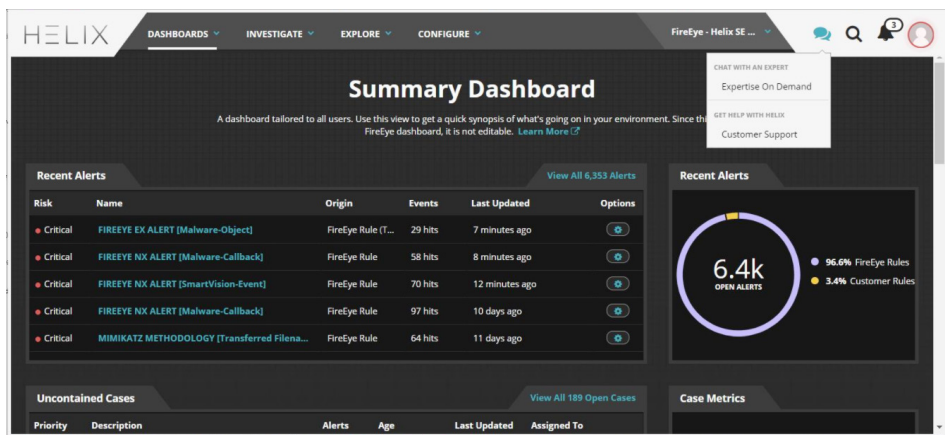 HELIX
DASHBOARDS INVESTIGATE EXPLORE CONFIGURE
FireEye - Helix SE ...
3
CHAT WITH AN EXPERT
Expertise On Demand
GET HELP WITH HELIX
Customer Support
Summary Dashboard
A dashboard tailored to all users. Use this view to get a quick synopsis of what's going on in your environment. Since thi
FireEye dashboard, it is not editable. Learn More
Recent Alerts
View All 6,353 Alerts
Risk Name Origin Events Last Updated Options
Critical FIREEYE EX ALERT [Malware-Object] FireEye Rule (T... 29 hits 7 minutes ago
Critical FIREEYE NX ALERT [Malware-Callback] FireEye Rule 58 hits 8 minutes ago
Critical FIREEYE NX ALERT [SmartVision-Event] FireEye Rule 70 hits 12 minutes ago
Critical FIREEYE NX ALERT [Malware-Callback] FireEye Rule 97 hits 10 days ago
Critical MIMIKATZ METHODOLOGY [Transferred Filena... FireEye Rule 64 hits 11 days ago
Recent Alerts
6.4k
OPEN ALERTS
96.6% FireEye Rules
3.4% Customer Rules
Uncontained Cases
View All 189 Open Cases
Priority Description Alerts Age Last Updated Assigned To
Case Metrics